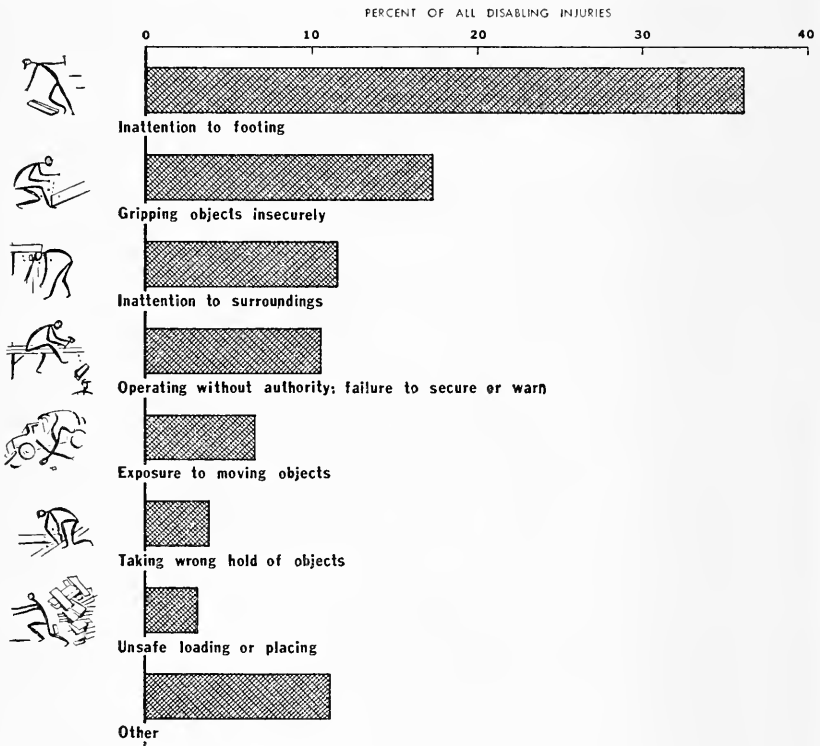 PERCENT OF ALL DISABLING INJURIES
0 10 20 30 40
Inattention to footing
Gripping objects insecurely
Inattention to surroundings
Operating without authority; failure to secure or warn
Exposure to moving objects
Taking wrong hold of objects
Unsafe loading or placing
Other